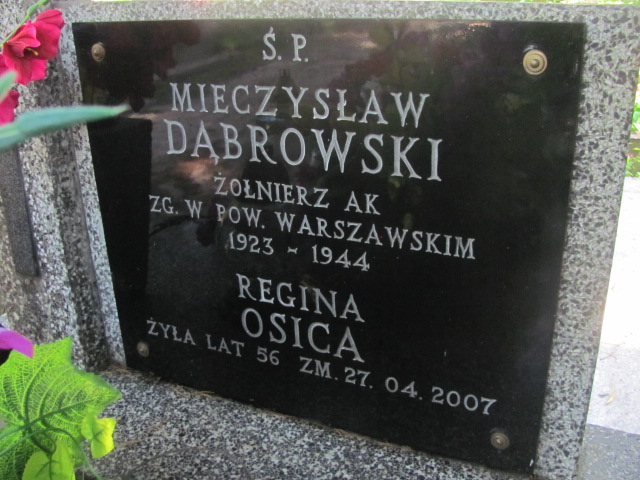 Ś. P.
MIECZYSŁAW
DĄBROWSKI
ŻOŁNIERZ AK
ZG. W POW. WARSZAWSKIM
1923 - 1944
REGINA
OSICA
ŻYŁA LAT 56 ZM. 27. 04. 2007